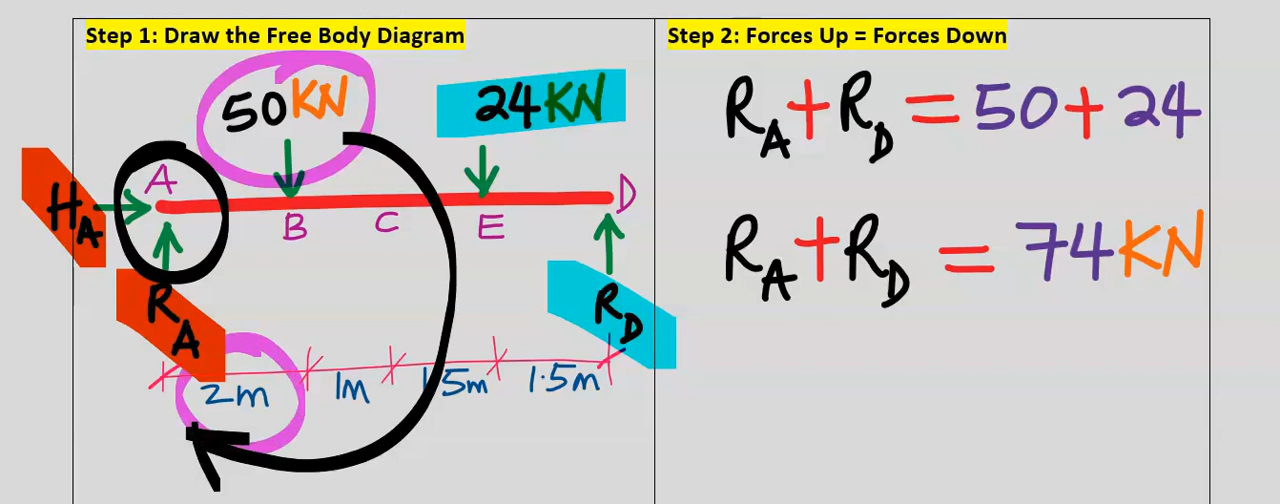 Step 1: Draw the Free Body Diagram
50KN
24KN
A
D
HA
B
C
E
RA
RD
2m
1m
1.5m
1.5m
Step 2: Forces Up = Forces Down
RA+RD=50+24
RA+RD=74KN